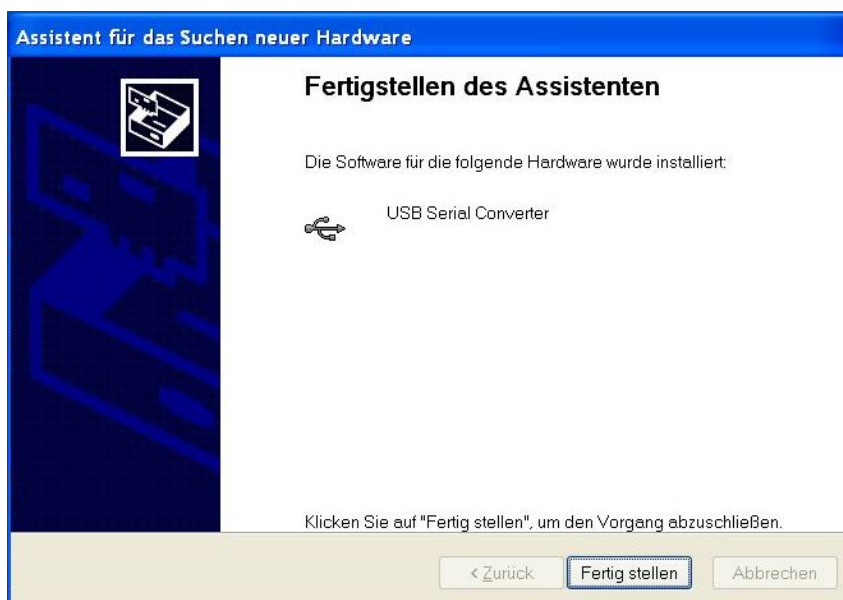 Assistent für das Suchen neuer Hardware
Fertigstellen des Assistenten
Die Software für die folgende Hardware wurde installiert:
USB Serial Converter
Klicken Sie auf "Fertig stellen", um den Vorgang abzuschließen.
< Zurück Fertig stellen Abbrechen